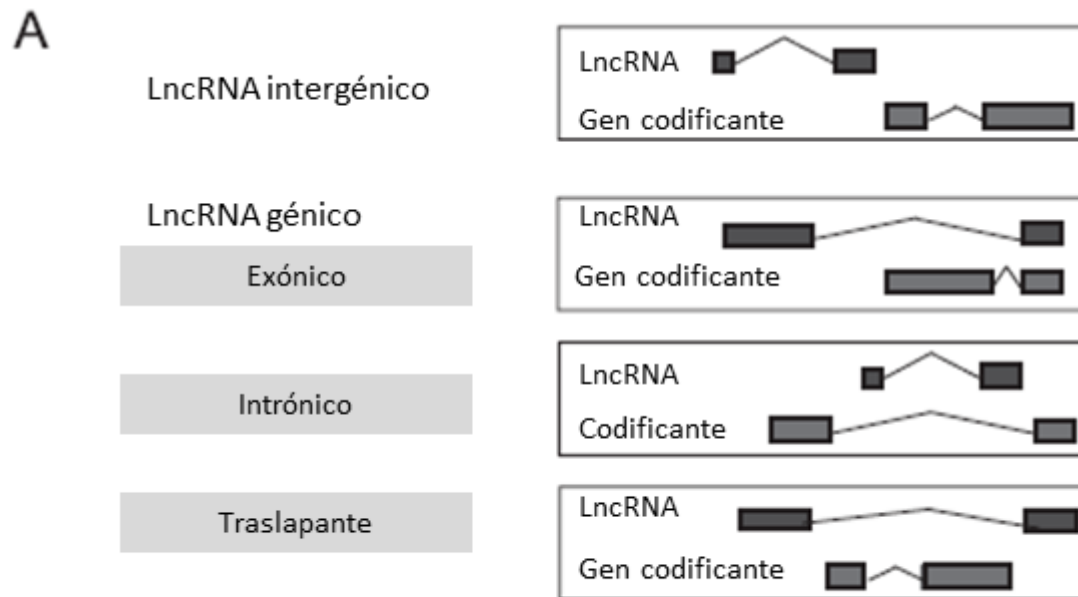 A
LncRNA intergénico
LncRNA
Gen codificante
LncRNA génico
Exónico
LncRNA
Gen codificante
Intrónico
LncRNA
Codificante
Traslapante
LncRNA
Gen codificante